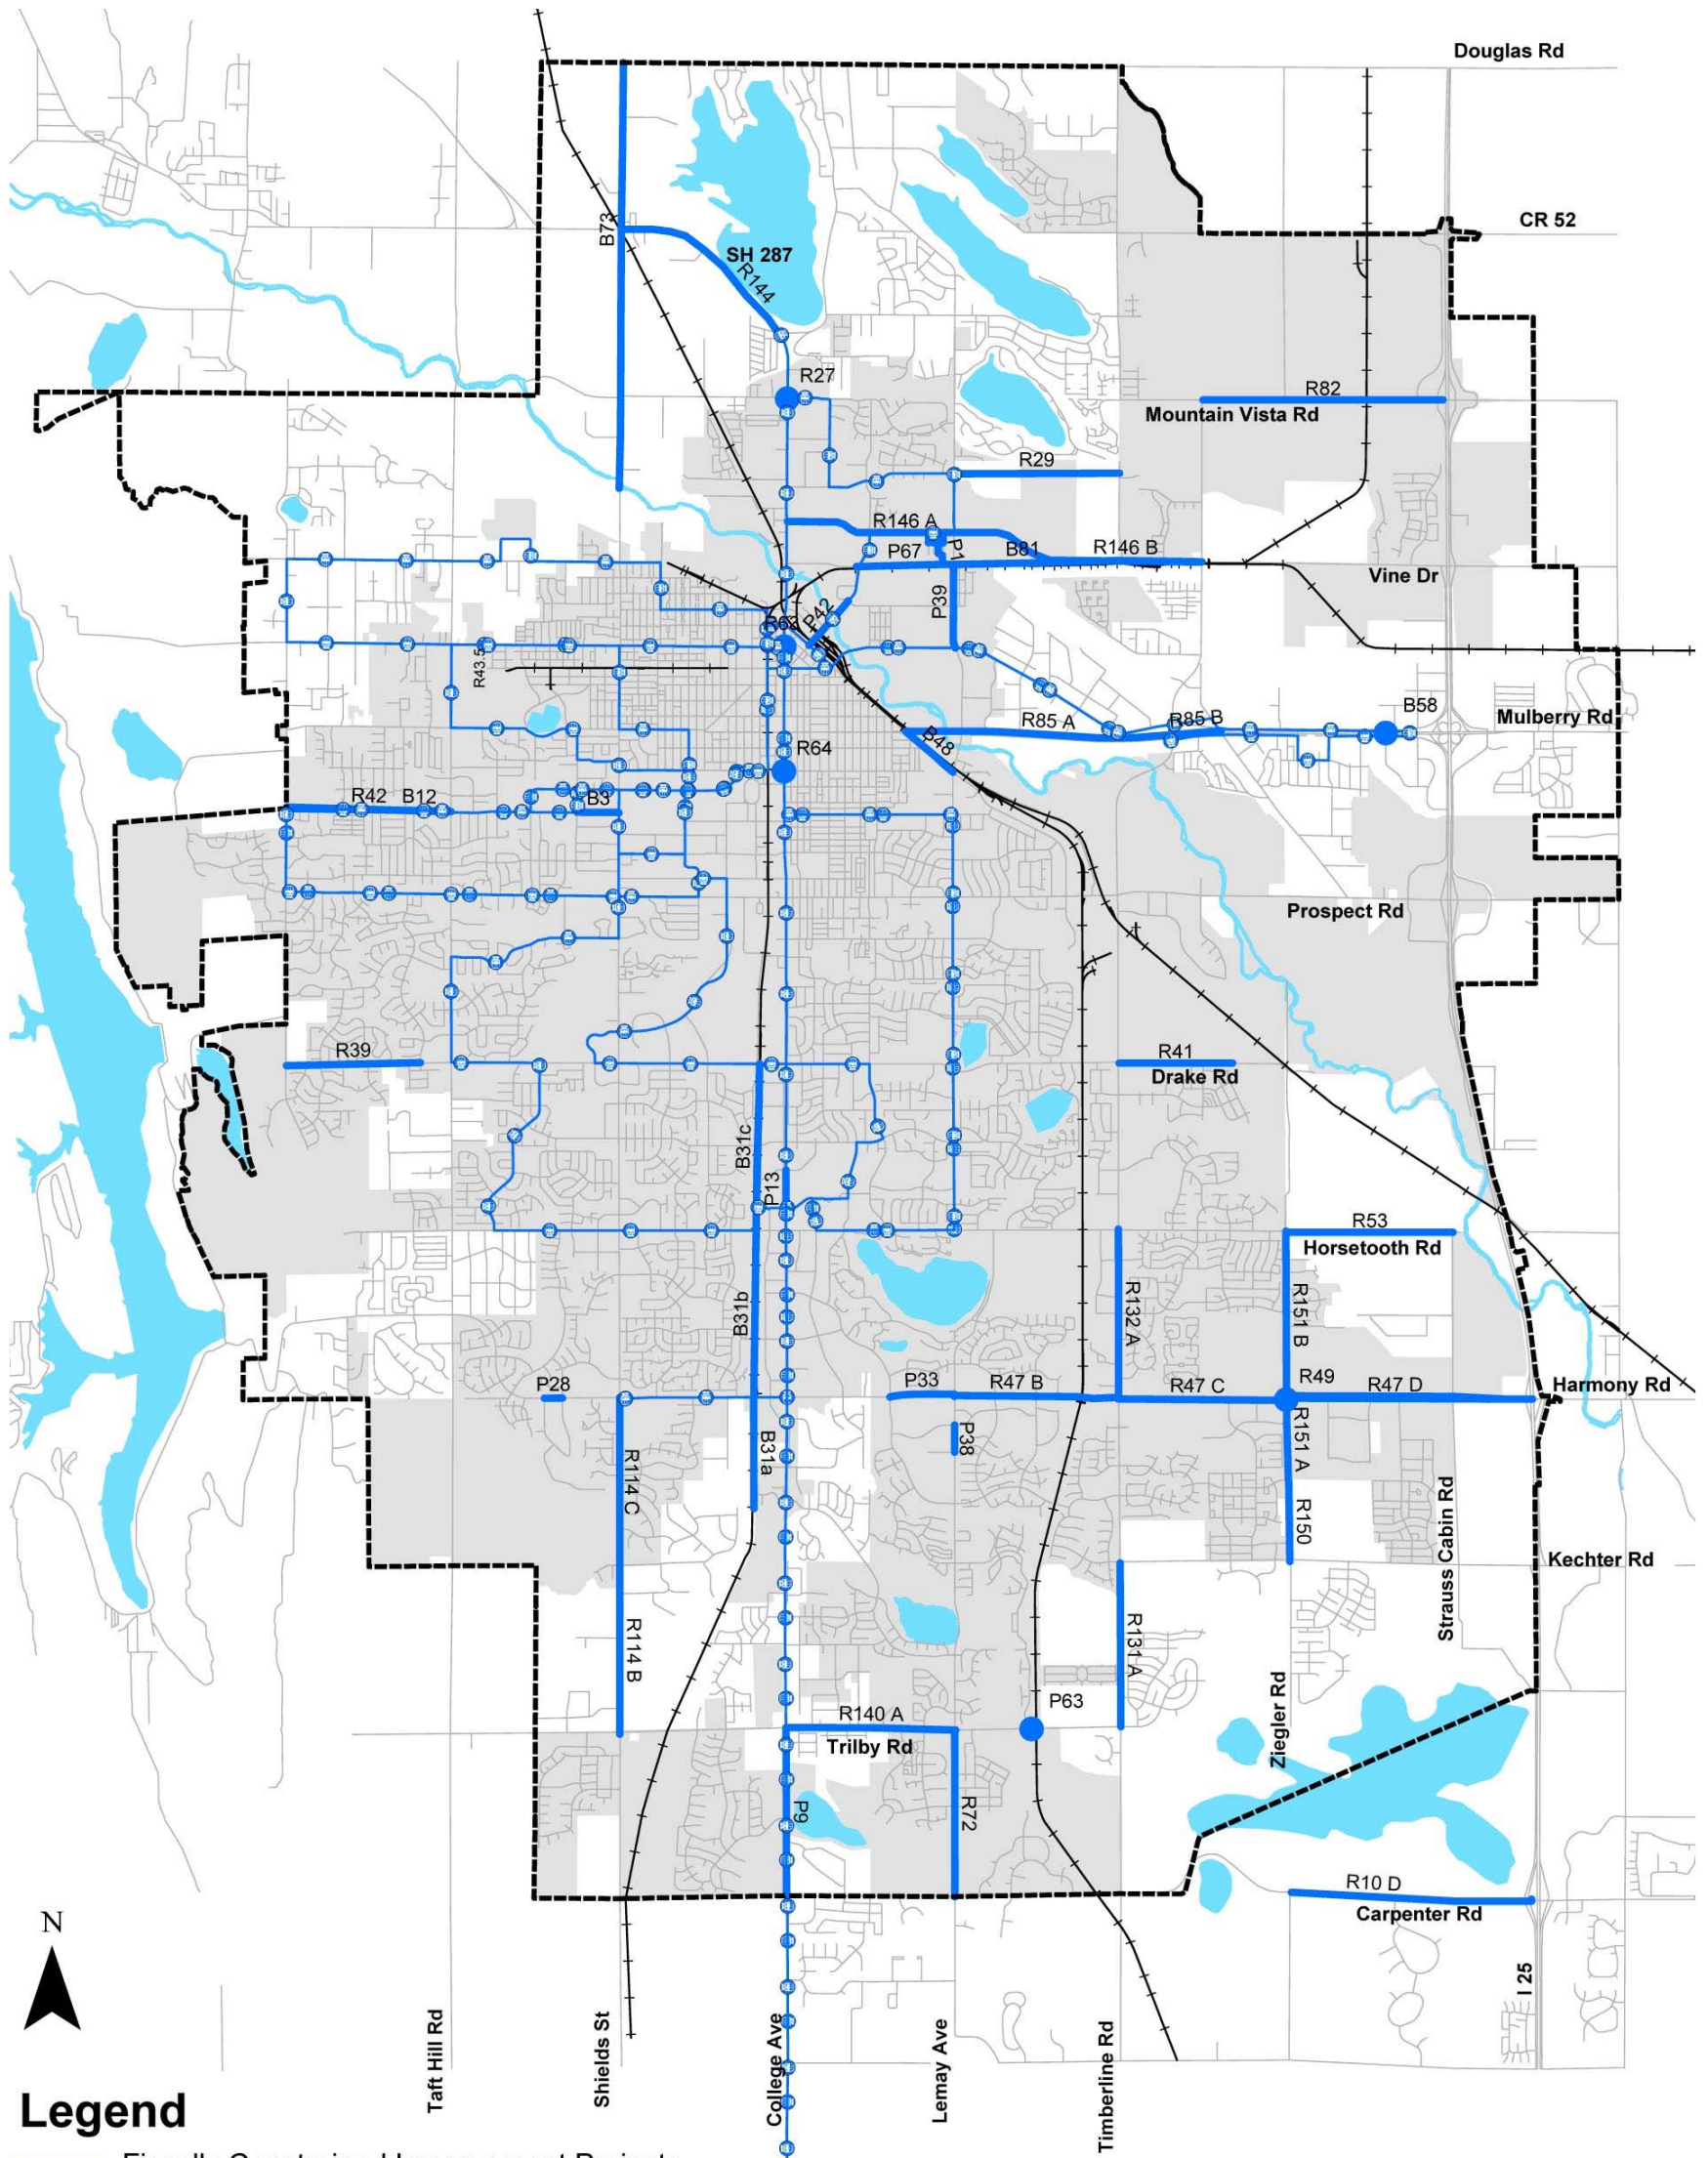 Douglas Rd
CR 52
B73
SH 287
R144
R27
R82
Mountain Vista Rd
R29
R146 A
P67
P1
B81
R146 B
Vine Dr
P39
P42
R43.5
B58
Mulberry Rd
R85 A
R85 B
B48
R64
R42
B12
B3
Prospect Rd
R39
R41
Drake Rd
B31c
P13
R53
Horsetooth Rd
B31b
R132 A
R151 B
P28
P33
R47 B
R47 C
R49
R47 D
Harmony Rd
B31a
P38
R151 A
R114 C
R150
Strauss Cabin Rd
Kechter Rd
R114 B
R131 A
P63
R140 A
Trilby Rd
Ziegler Rd
P9
R72
R10 D
Carpenter Rd
N
I 25
Taft Hill Rd
Shields St
College Ave
Lemay Ave
Timberline Rd
Legend